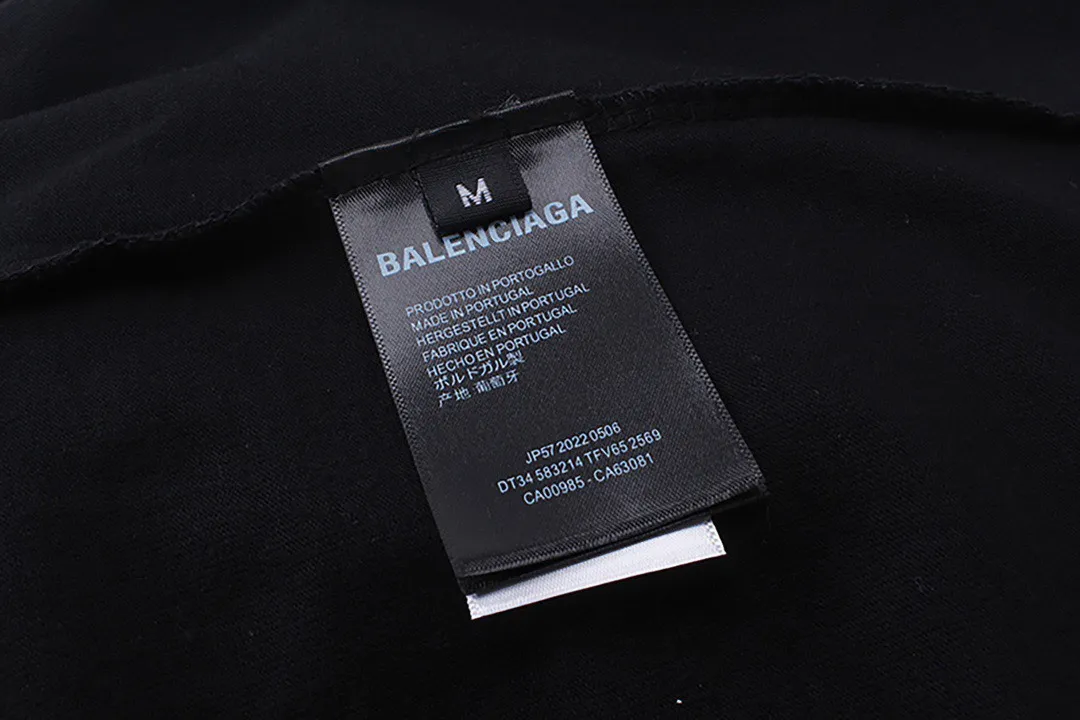 M
BALENCIAGA
PRODOTTO IN PORTOGALLO
MADE IN PORTUGAL
HERGESTELLT IN PORTUGAL
FABRIQUE EN PORTUGAL
HECHO EN PORTUGAL
ポルドガル製
产地 葡萄牙
JP57 2022 0506
DT34 583214 TFV65 2569
CA00985 - CA63081